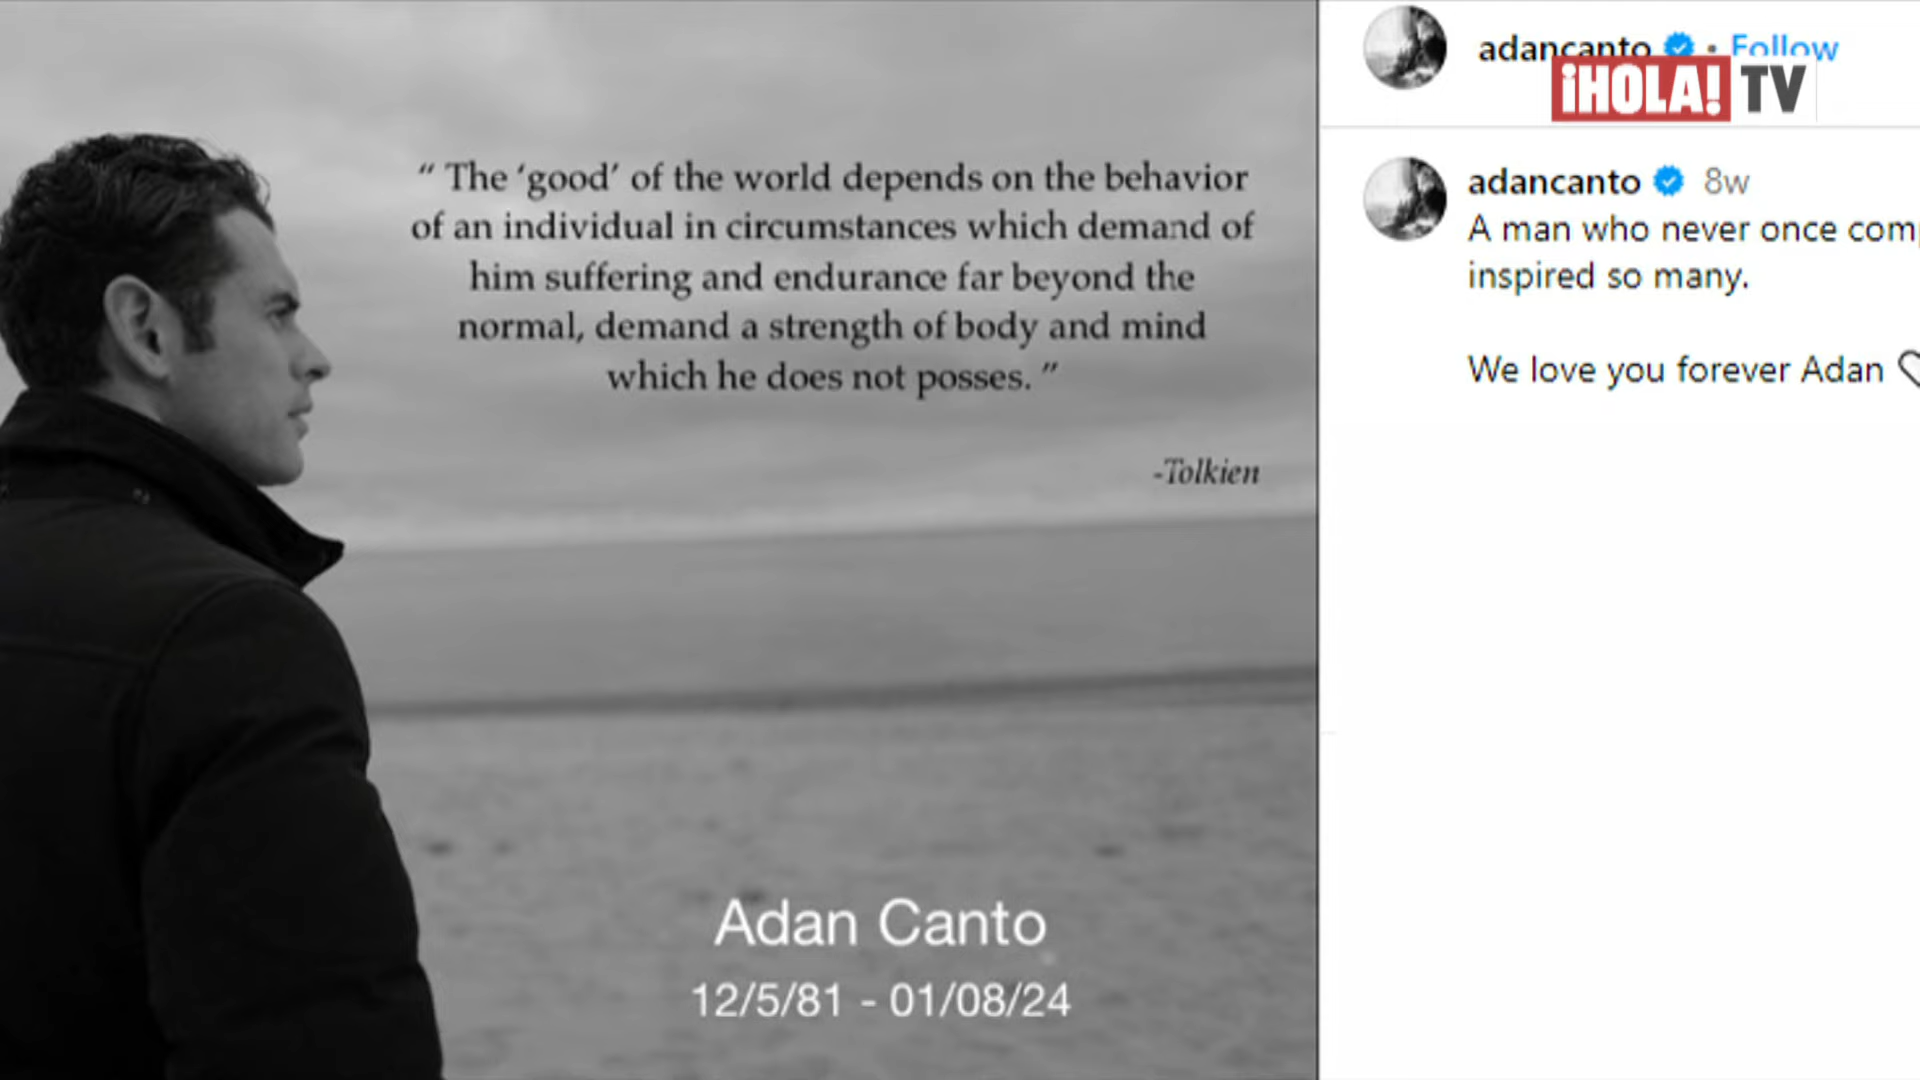 “ The ‘good’ of the world depends on the behavior
of an individual in circumstances which demand of
him suffering and endurance far beyond the
normal, demand a strength of body and mind
which he does not posses. ”
-Tolkien
Adan Canto
12/5/81 - 01/08/24
adancanto • Follow
¡HOLA! TV
adancanto 8w
A man who never once
inspired so many.
We love you forever Adan